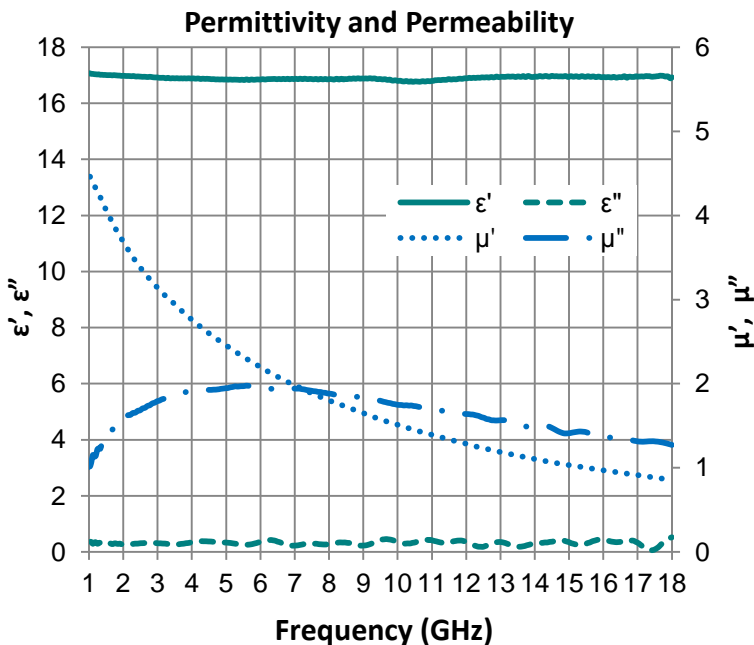 Permittivity and Permeability
18
16
14
12
10
8
6
4
2
0
ε’, ε”
6
5
4
3
2
1
0
μ’, μ”
ε' ε"
μ' μ"
1 2 3 4 5 6 7 8 9 10 11 12 13 14 15 16 17 18
Frequency (GHz)